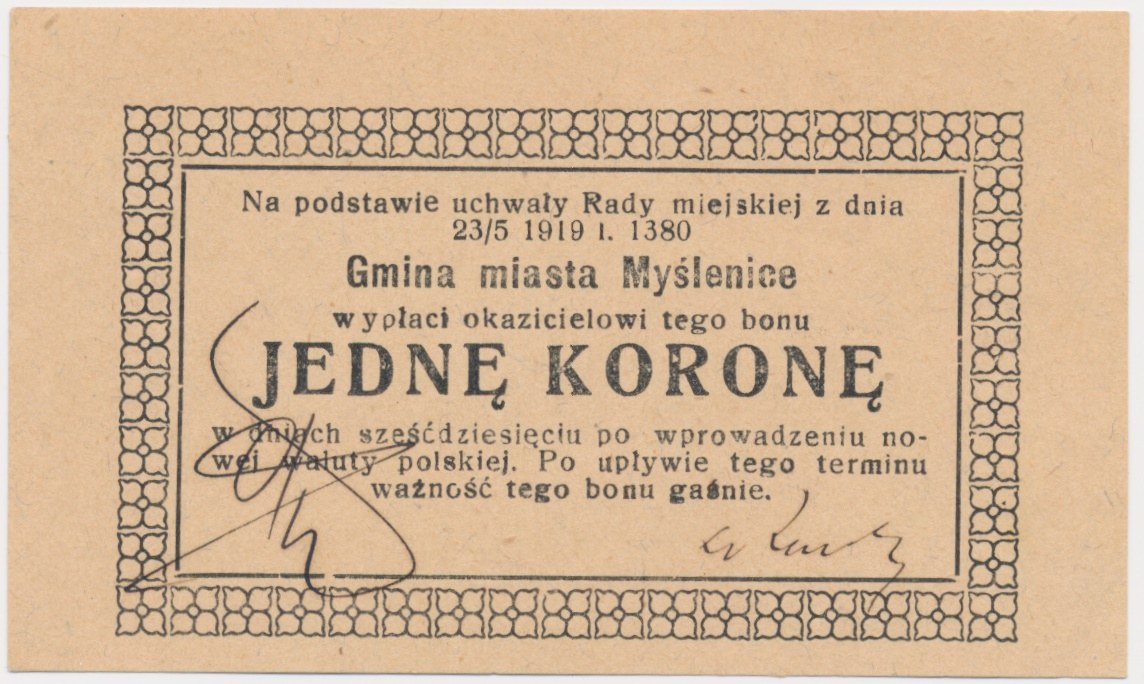 Na podstawie uchwały Rady miejskiej z dnia
23/5 1919 l. 1380
Gmina miasta Myślenice
wypłaci okazicielowi tego bonu
JEDNĘ KORONĘ
w dniach sześćdziesięciu po wprowadzeniu no-
wej waluty polskiej. Po upływie tego terminu
ważność tego bonu gaśnie.